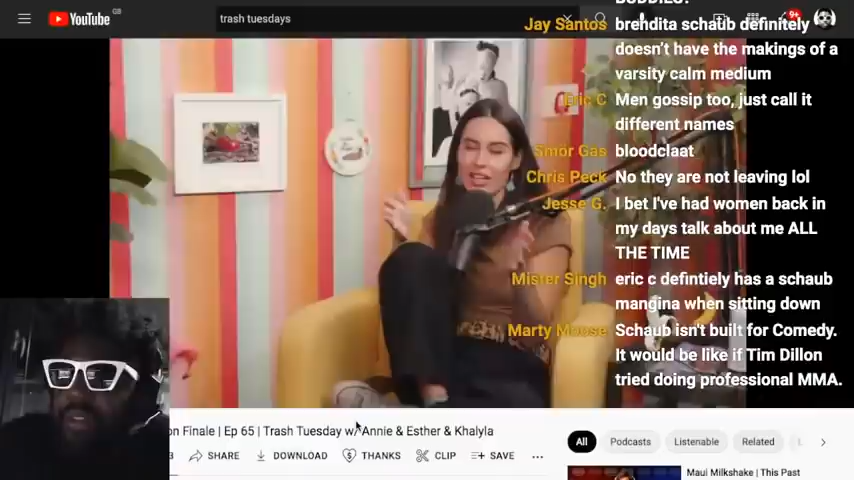 YouTube GB
trash tuesdays
9+
BUDDIES!
Jay Santos brendita schaub definitely
doesn't have the makings of a
varsity calm medium
Eric C Men gossip too, just call it
different names
Smor Gas bloodclaat
Chris Peck No they are not leaving lol
Jesse G. I bet I've had women back in
my days talk about me ALL
THE TIME
Mister Singh eric c defintiely has a schaub
mangina when sitting down
Marty Moose Schaub isn't built for Comedy.
It would be like if Tim Dillon
tried doing professional MMA.
on Finale | Ep 65 | Trash Tuesday w/ Annie & Esther & Khalyla
3 SHARE DOWNLOAD THANKS CLIP SAVE ...
All Podcasts Listenable Related L
Maui Milkshake | This Past